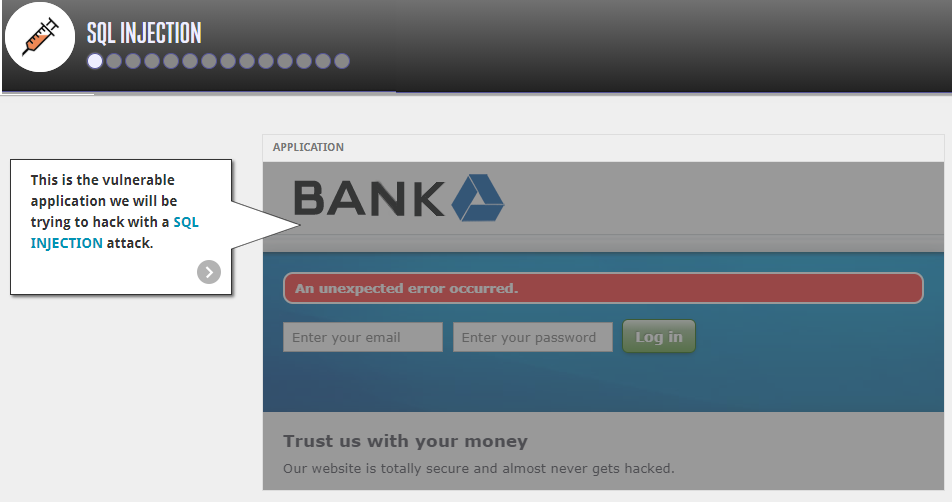 SQL INJECTION
This is the vulnerable
application we will be
trying to hack with a SQL
INJECTION attack.
APPLICATION
BANK
An unexpected error occurred.
Enter your email
Enter your password
Log in
Trust us with your money
Our website is totally secure and almost never gets hacked.